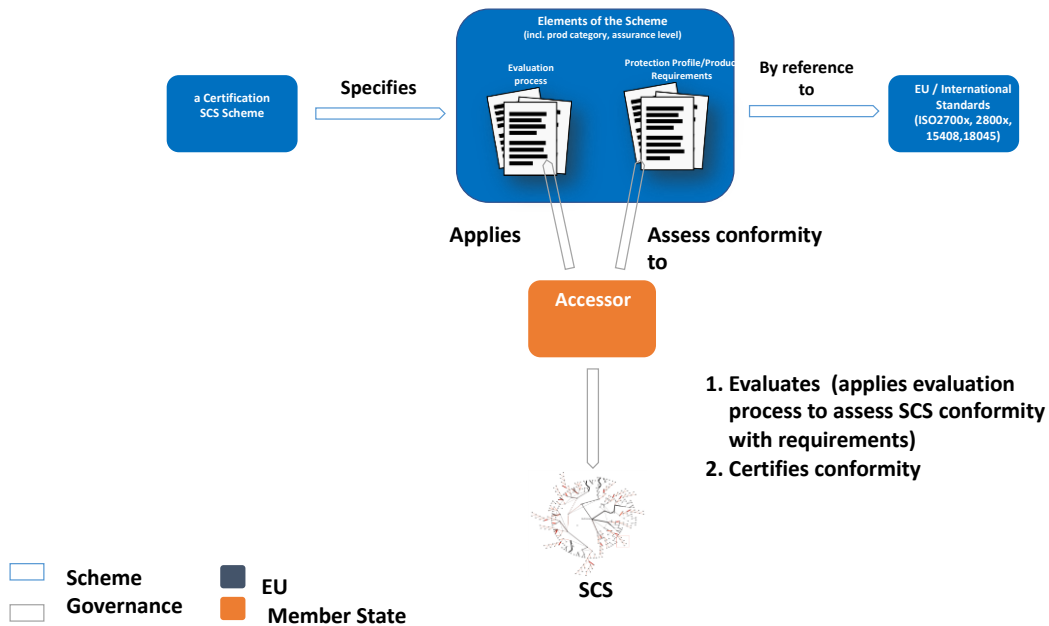 Elements of the Scheme
(incl. prod category, assurance level)
Evaluation
process
Protection Profile/Produc
Requirements
a Certification
SCS Scheme
Specifies
By reference
to
EU / International
Standards
(ISO2700x, 2800x,
15408,18045)
Applies
Assess conformity
to
Accessor
1. Evaluates (applies evaluation
process to assess SCS conformity
with requirements)
2. Certifies conformity
SCS
Scheme
Governance
EU
Member State